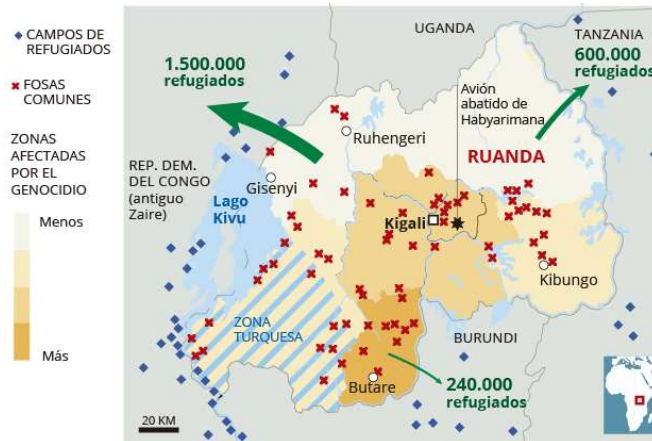 CAMPOS DE
REFUGIADOS
FOSAS
COMUNES
ZONAS
AFECTADAS
POR EL
GENOCIDIO
Menos
Más
UGANDA
TANZANIA
1.500.000
refugiados
600.000
refugiados
Avión
abatido de
Habyarimana
Ruhengeri
RUANDA
REP. DEM.
DEL CONGO
(antiguo
Zaire)
Gisenyi
Lago
Kivu
Kigali
Kibungo
ZONA
TURQUESA
BURUNDI
Butare
240.000
refugiados
20 KM